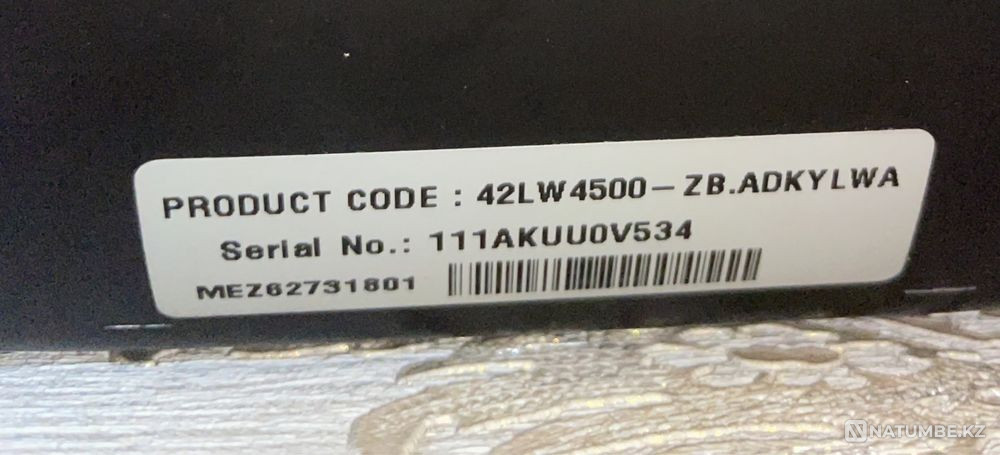 PRODUCT CODE : 42LW4500-ZB.ADKYLWA
Serial No.: 111AKUU0V534
MEZ62731801
NATUMBE.KZ